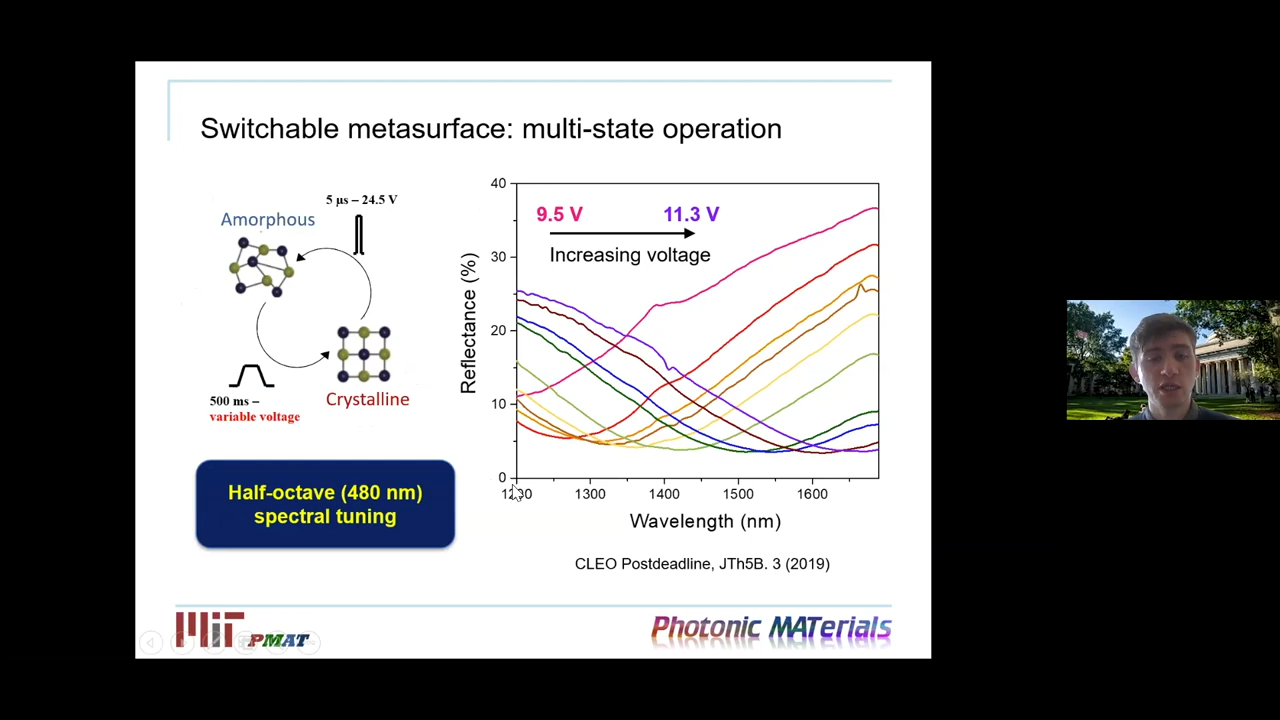 Switchable metasurface: multi-state operation
5 µs – 24.5 V
Amorphous
Crystalline
500 ms –
variable voltage
Half-octave (480 nm)
spectral tuning
40
30
20
10
0
Reflectance (%)
9.5 V
11.3 V
Increasing voltage
1200
1300
1400
1500
1600
Wavelength (nm)
CLEO Postdeadline, JTh5B. 3 (2019)
MIT PMAT
Photonic MATerials